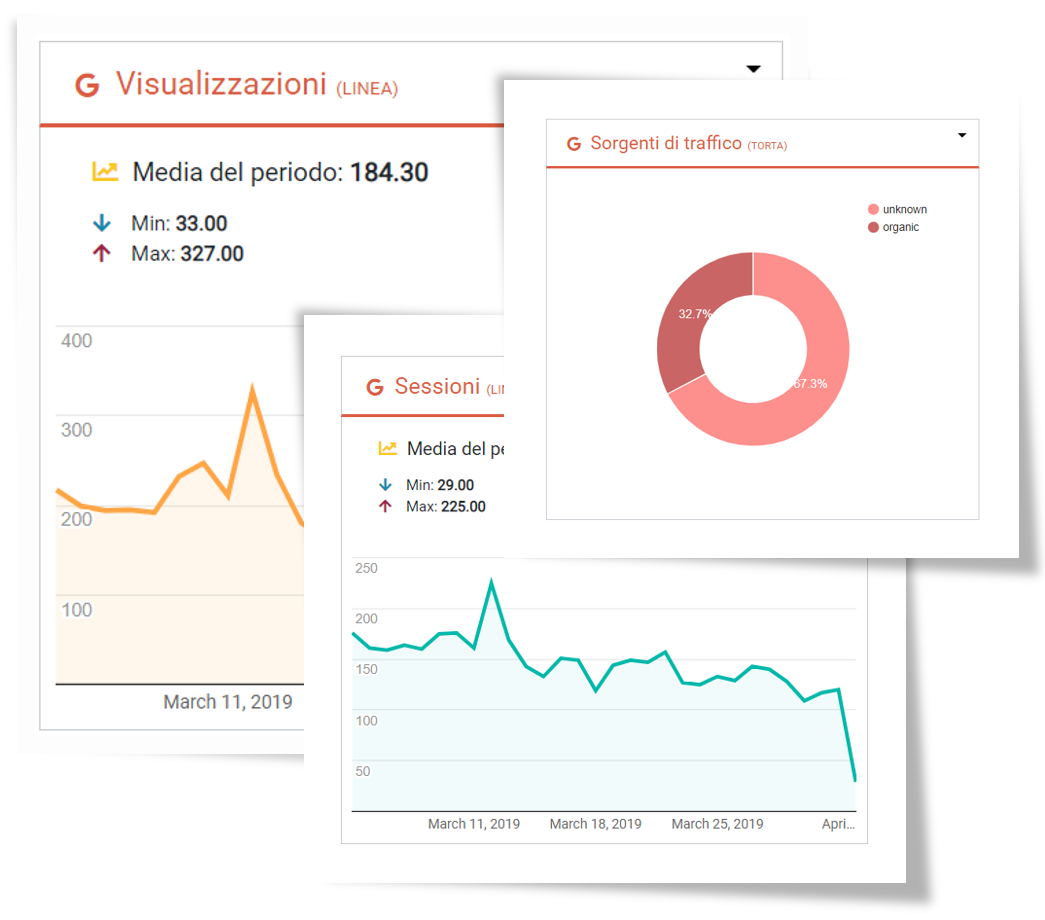 Visualizzazioni (LINEA)
Media del periodo: 184.30
Min: 33.00
Max: 327.00
400
300
200
100
March 11, 2019
Sorgenti di traffico (TORTA)
unknown
organic
32.7%
67.3%
Sessioni
Media del
Min: 29.00
Max: 225.00
250
200
150
100
50
March 11, 2019 March 18, 2019 March 25, 2019 Apri...